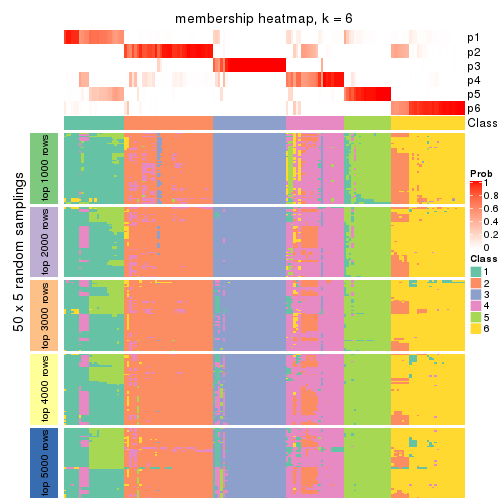 membership heatmap, k = 6
p1
p2
p3
p4
p5
p6
Class
50 x 5 random samplings
top 1000 rows
top 2000 rows
top 3000 rows
top 4000 rows
top 5000 rows
Prob
1
0.8
0.6
0.4
0.2
0
Class
1
2
3
4
5
6